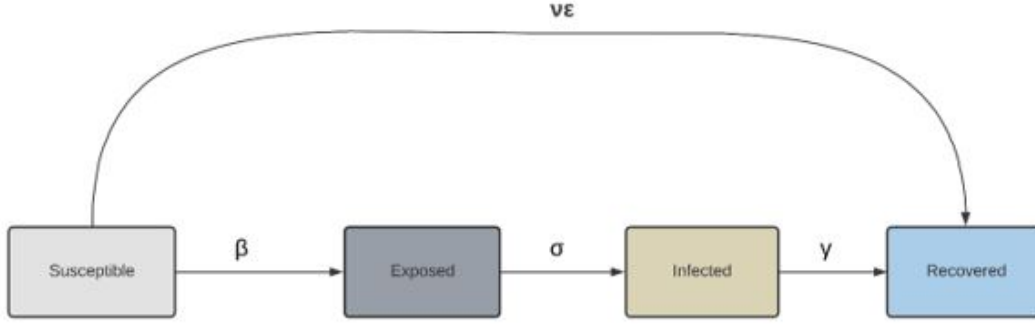 νε
β
σ
γ
Susceptible
Exposed
Infected
Recovered